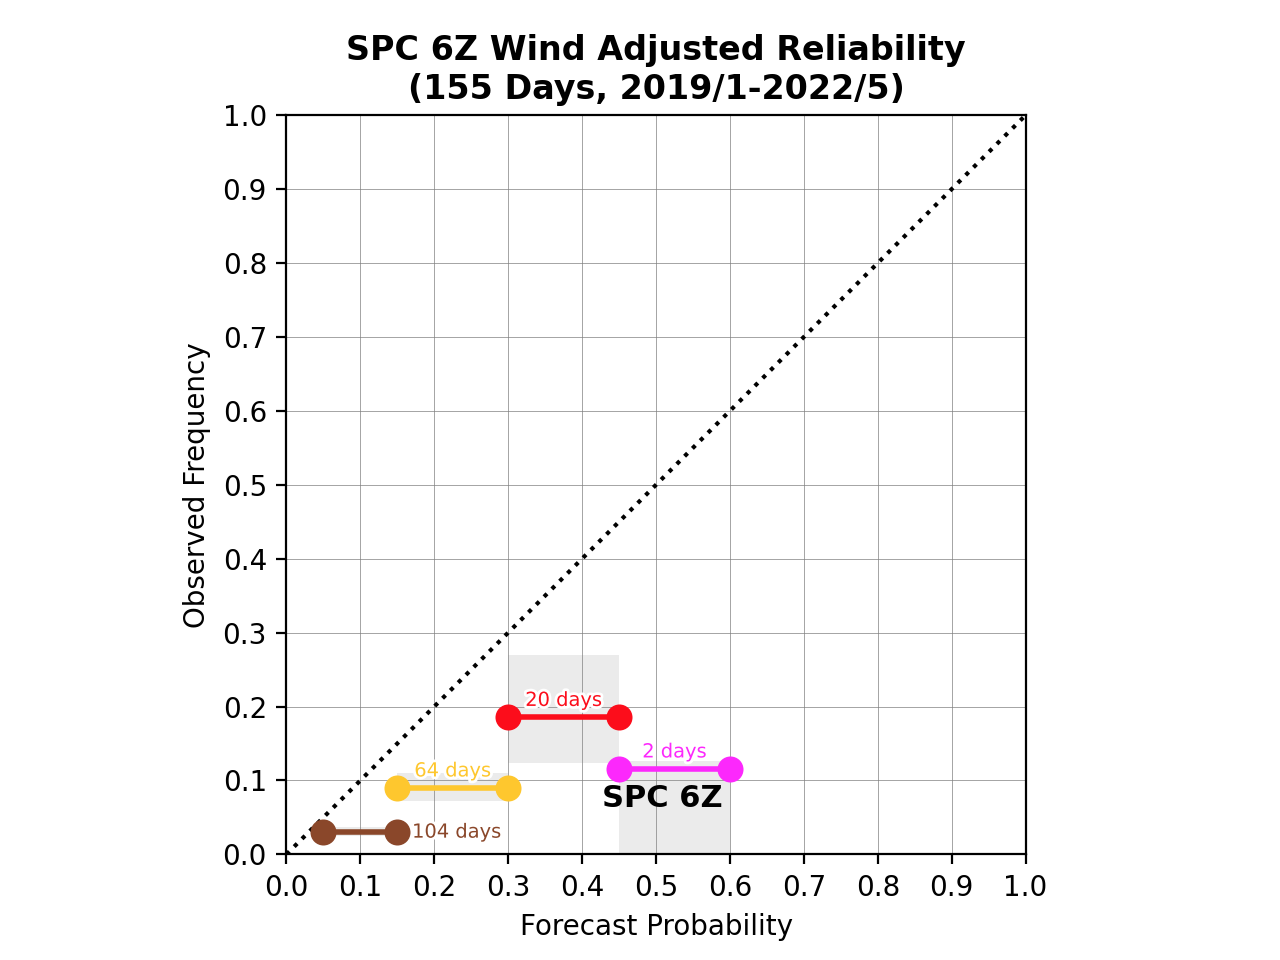 SPC 6Z Wind Adjusted Reliability
(155 Days, 2019/1-2022/5)
1.0
0.9
0.8
0.7
0.6
0.5
0.4
0.3
0.2
0.1
0.0
Observed Frequency
20 days
2 days
64 days
SPC 6Z
104 days
0.0 0.1 0.2 0.3 0.4 0.5 0.6 0.7 0.8 0.9 1.0
Forecast Probability